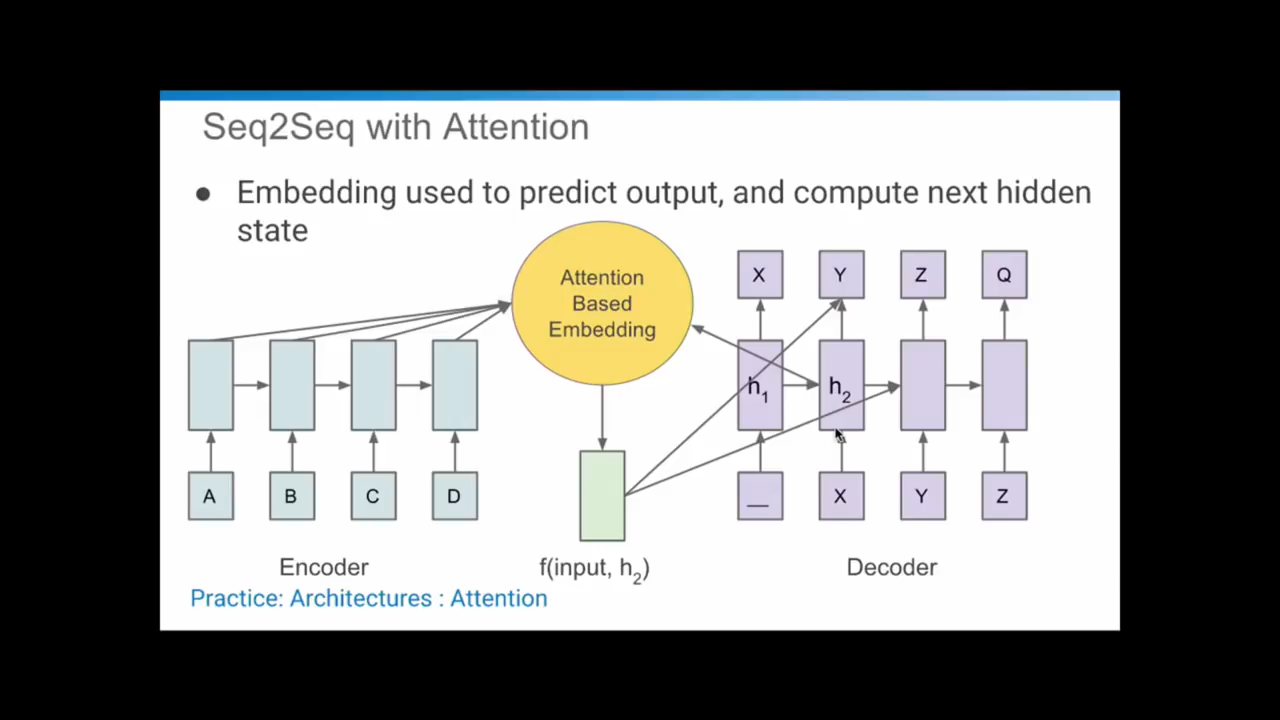 Seq2Seq with Attention
● Embedding used to predict output, and compute next hidden
state
Attention
Based
Embedding
X Y Z Q
h1 h2
A B C D
__ X Y Z
Encoder
f(input, h2)
Decoder
Practice: Architectures : Attention